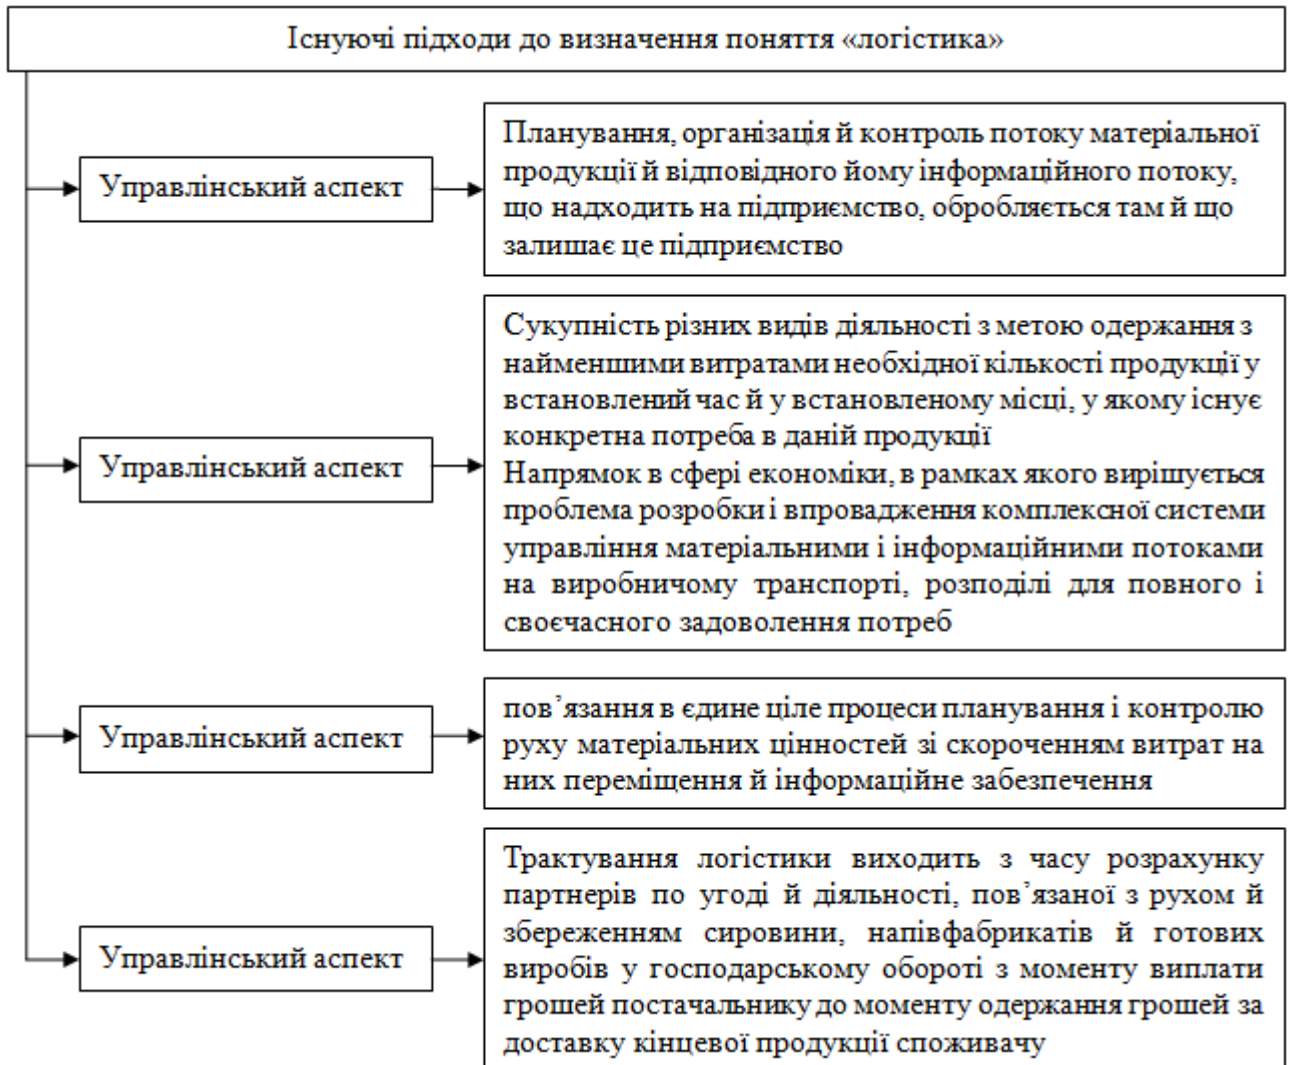 Існуючі підходи до визначення поняття «логістика»
Управлінський аспект
Планування, організація й контроль потоку матеріальної
продукції й відповідного йому інформаційного потоку,
що надходить на підприємство, обробляється там й що
залишає це підприємство
Управлінський аспект
Сукупність різних видів діяльності з метою одержання з
найменшими витратами необхідної кількості продукції у
встановлений час й у встановленому місці, у якому існує
конкретна потреба в даній продукції
Напрямок в сфері економіки, в рамках якого вирішується
проблема розробки і впровадження комплексної системи
управління матеріальними і інформаційними потоками
на виробничому транспорті, розподілі для повного і
своєчасного задоволення потреб
Управлінський аспект
пов’язання в єдине ціле процеси планування і контролю
руху матеріальних цінностей зі скороченням витрат на
них переміщення й інформаційне забезпечення
Управлінський аспект
Трактування логістики виходить з часу розрахунку
партнерів по угоді й діяльності, пов’язаної з рухом й
збереженням сировини, напівфабрикатів й готових
виробів у господарському обороті з моменту виплати
грошей постачальнику до моменту одержання грошей за
доставку кінцевої продукції споживачу